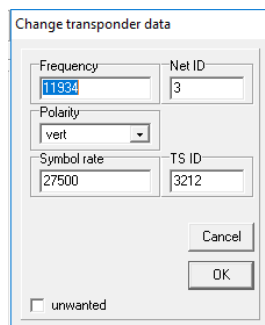 Change transponder data
Frequency Net ID
11934 3
Polarity
vert
Symbol rate TS ID
27500 3212
Cancel
OK
unwanted